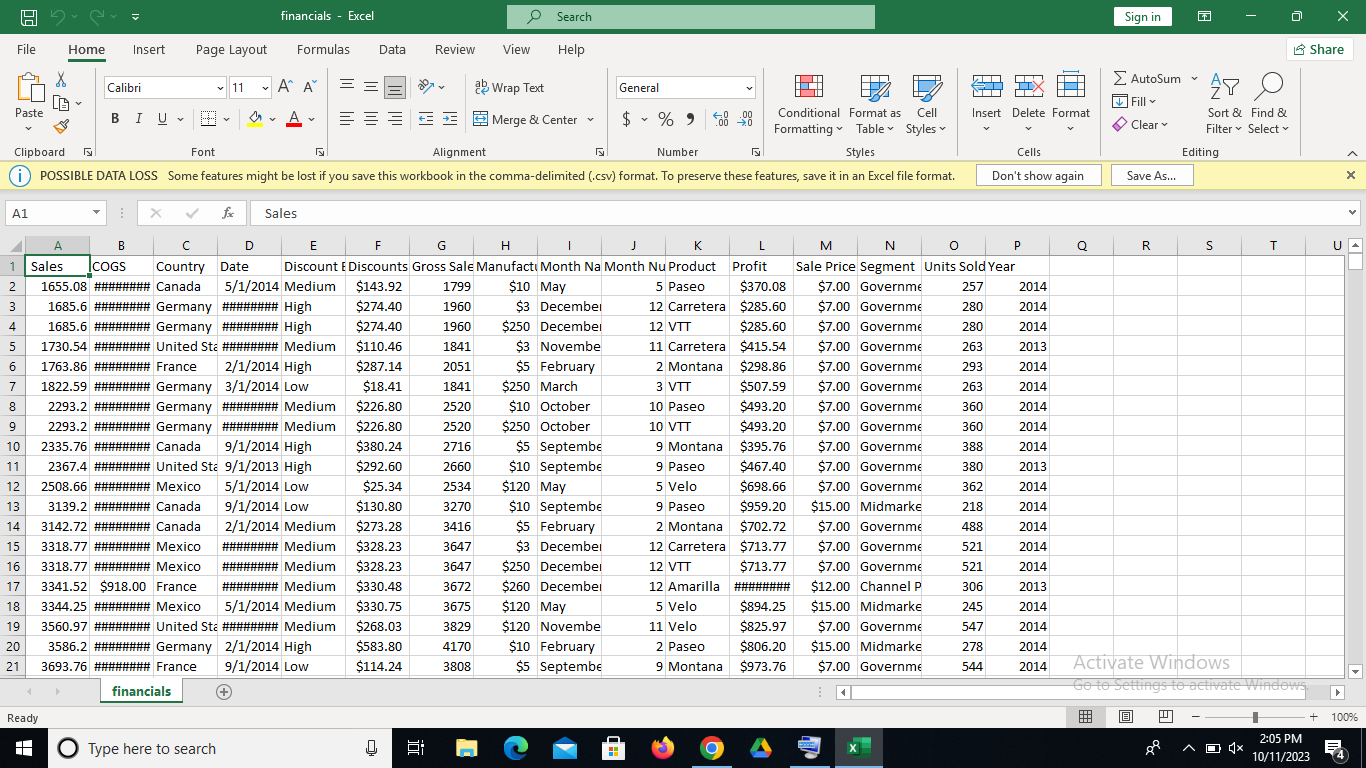 financials - Excel
Search
Sign in
File Home Insert Page Layout Formulas Data Review View Help
Share
Paste
Calibri 11
B I U
Wrap Text
Merge & Center
General
$ % 9
Conditional Formatting
Format as Table
Cell Styles
Insert Delete Format
AutoSum
Fill
Clear
Sort & Filter
Find & Select
Clipboard Font Alignment Number Styles Cells Editing
POSSIBLE DATA LOSS Some features might be lost if you save this workbook in the comma-delimited (.csv) format. To preserve these features, save it in an Excel file format. Don't show again Save As...
A1 fx Sales
A B C D E F G H I J K L M N O P Q R S T U
1 Sales COGS Country Date Discount B Discounts Gross Sale Manufactu Month Na Month Nu Product Profit Sale Price Segment Units Sold Year
2 1655.08 ######## Canada 5/1/2014 Medium $143.92 1799 $10 May 5 Paseo $370.08 $7.00 Governme 257 2014
3 1685.6 ######## Germany ######## High $274.40 1960 $3 December 12 Carretera $285.60 $7.00 Governme 280 2014
4 1685.6 ######## Germany ######## High $274.40 1960 $250 December 12 VTT $285.60 $7.00 Governme 280 2014
5 1730.54 ######## United Sta ######## Medium $110.46 1841 $3 Novembe 11 Carretera $415.54 $7.00 Governme 263 2013
6 1763.86 ######## France 2/1/2014 High $287.14 2051 $5 February 2 Montana $298.86 $7.00 Governme 293 2014
7 1822.59 ######## Germany 3/1/2014 Low $18.41 1841 $250 March 3 VTT $507.59 $7.00 Governme 263 2014
8 2293.2 ######## Germany ######## Medium $226.80 2520 $10 October 10 Paseo $493.20 $7.00 Governme 360 2014
9 2293.2 ######## Germany ######## Medium $226.80 2520 $250 October 10 VTT $493.20 $7.00 Governme 360 2014
10 2335.76 ######## Canada 9/1/2014 High $380.24 2716 $5 Septembe 9 Montana $395.76 $7.00 Governme 388 2014
11 2367.4 ######## United Sta 9/1/2013 High $292.60 2660 $10 Septembe 9 Paseo $467.40 $7.00 Governme 380 2013
12 2508.66 ######## Mexico 5/1/2014 Low $25.34 2534 $120 May 5 Velo $698.66 $7.00 Governme 362 2014
13 3139.2 ######## Canada 9/1/2014 Low $130.80 3270 $10 Septembe 9 Paseo $959.20 $15.00 Midmarke 218 2014
14 3142.72 ######## Canada 2/1/2014 Medium $273.28 3416 $5 February 2 Montana $702.72 $7.00 Governme 488 2014
15 3318.77 ######## Mexico ######## Medium $328.23 3647 $3 December 12 Carretera $713.77 $7.00 Governme 521 2014
16 3318.77 ######## Mexico ######## Medium $328.23 3647 $250 December 12 VTT $713.77 $7.00 Governme 521 2014
17 3341.52 $918.00 France ######## Medium $330.48 3672 $260 December 12 Amarilla ######## $12.00 Channel P 306 2013
18 3344.25 ######## Mexico 5/1/2014 Medium $330.75 3675 $120 May 5 Velo $894.25 $15.00 Midmarke 245 2014
19 3560.97 ######## United Sta ######## Medium $268.03 3829 $120 Novembe 11 Velo $825.97 $7.00 Governme 547 2014
20 3586.2 ######## Germany 2/1/2014 High $583.80 4170 $10 February 2 Paseo $806.20 $15.00 Midmarke 278 2014
21 3693.76 ######## France 9/1/2014 Low $114.24 3808 $5 Septembe 9 Montana $973.76 $7.00 Governme 544 2014
Activate Windows
Go to Settings to activate Windows.
financials
Ready
100%
Type here to search
2:05 PM
10/11/2023
4